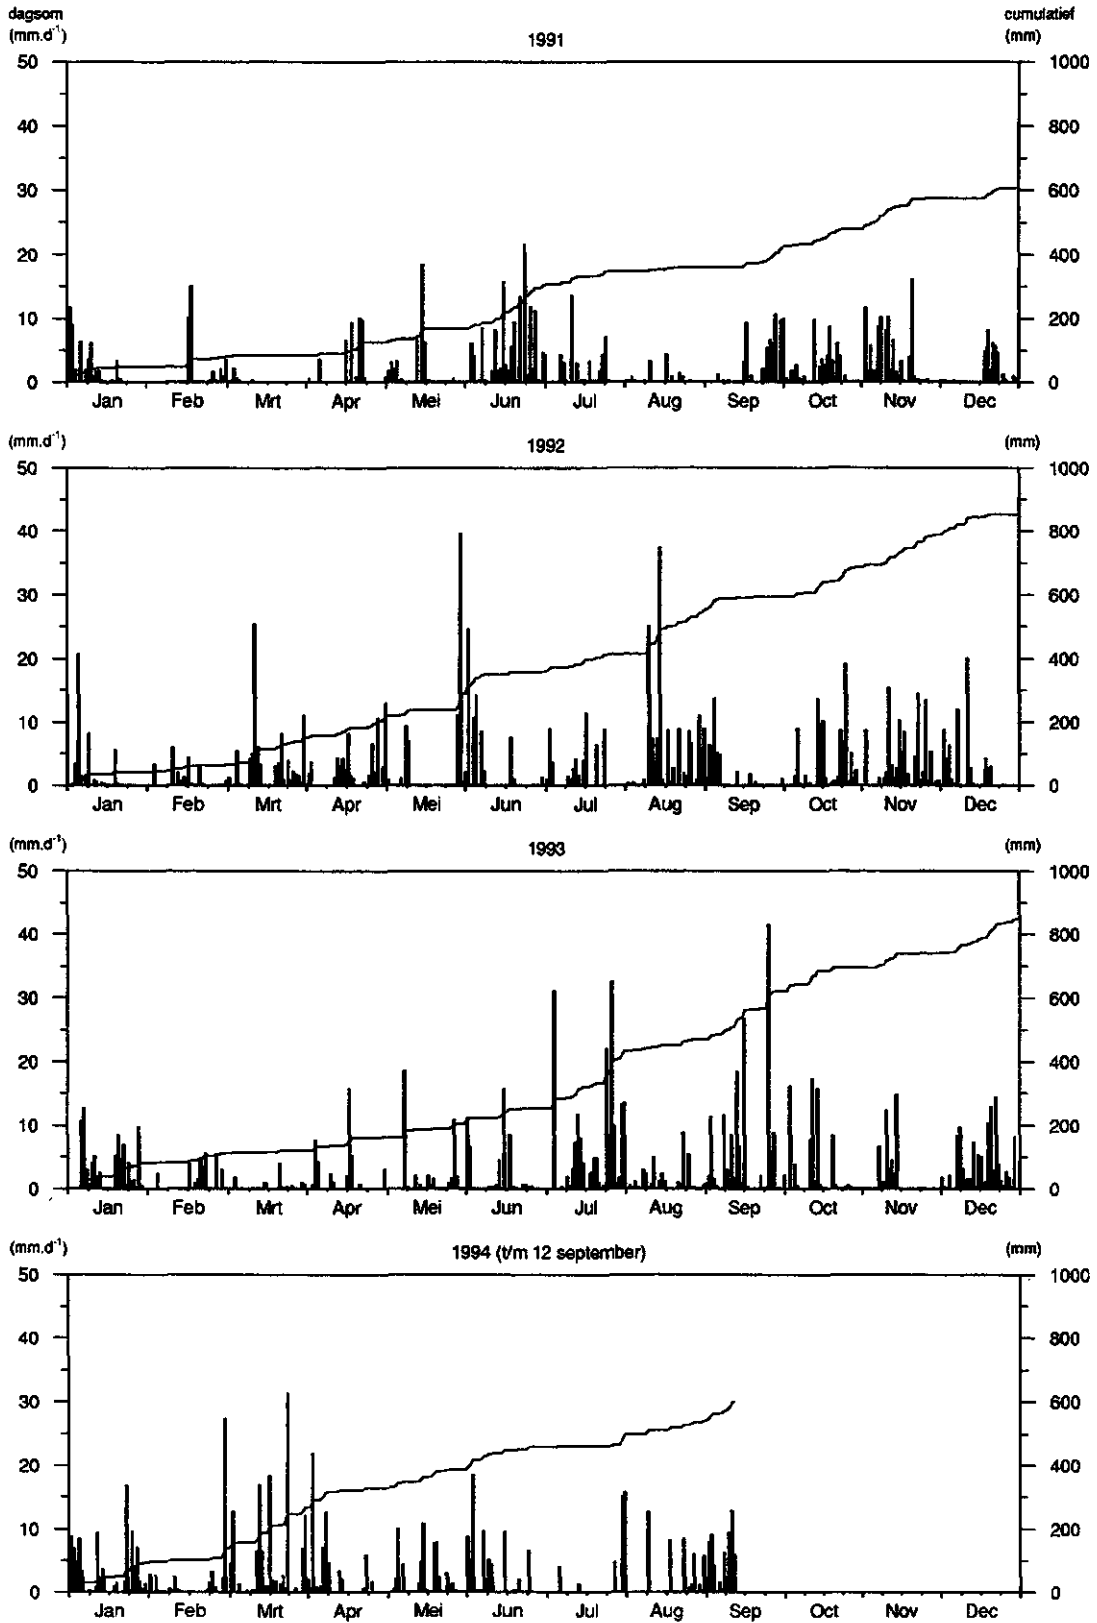 dagsom cumulatief
(mm.d⁻¹) 1991 (mm)
50 1000
40 800
30 600
20 400
10 200
0 0
Jan Feb Mrt Apr Mei Jun Jul Aug Sep Oct Nov Dec
(mm.d⁻¹) 1992 (mm)
50 1000
40 800
30 600
20 400
10 200
0 0
Jan Feb Mrt Apr Mei Jun Jul Aug Sep Oct Nov Dec
(mm.d⁻¹) 1993 (mm)
50 1000
40 800
30 600
20 400
10 200
0 0
Jan Feb Mrt Apr Mei Jun Jul Aug Sep Oct Nov Dec
(mm.d⁻¹) 1994 (t/m 12 september) (mm)
50 1000
40 800
30 600
20 400
10 200
0 0
Jan Feb Mrt Apr Mei Jun Jul Aug Sep Oct Nov Dec